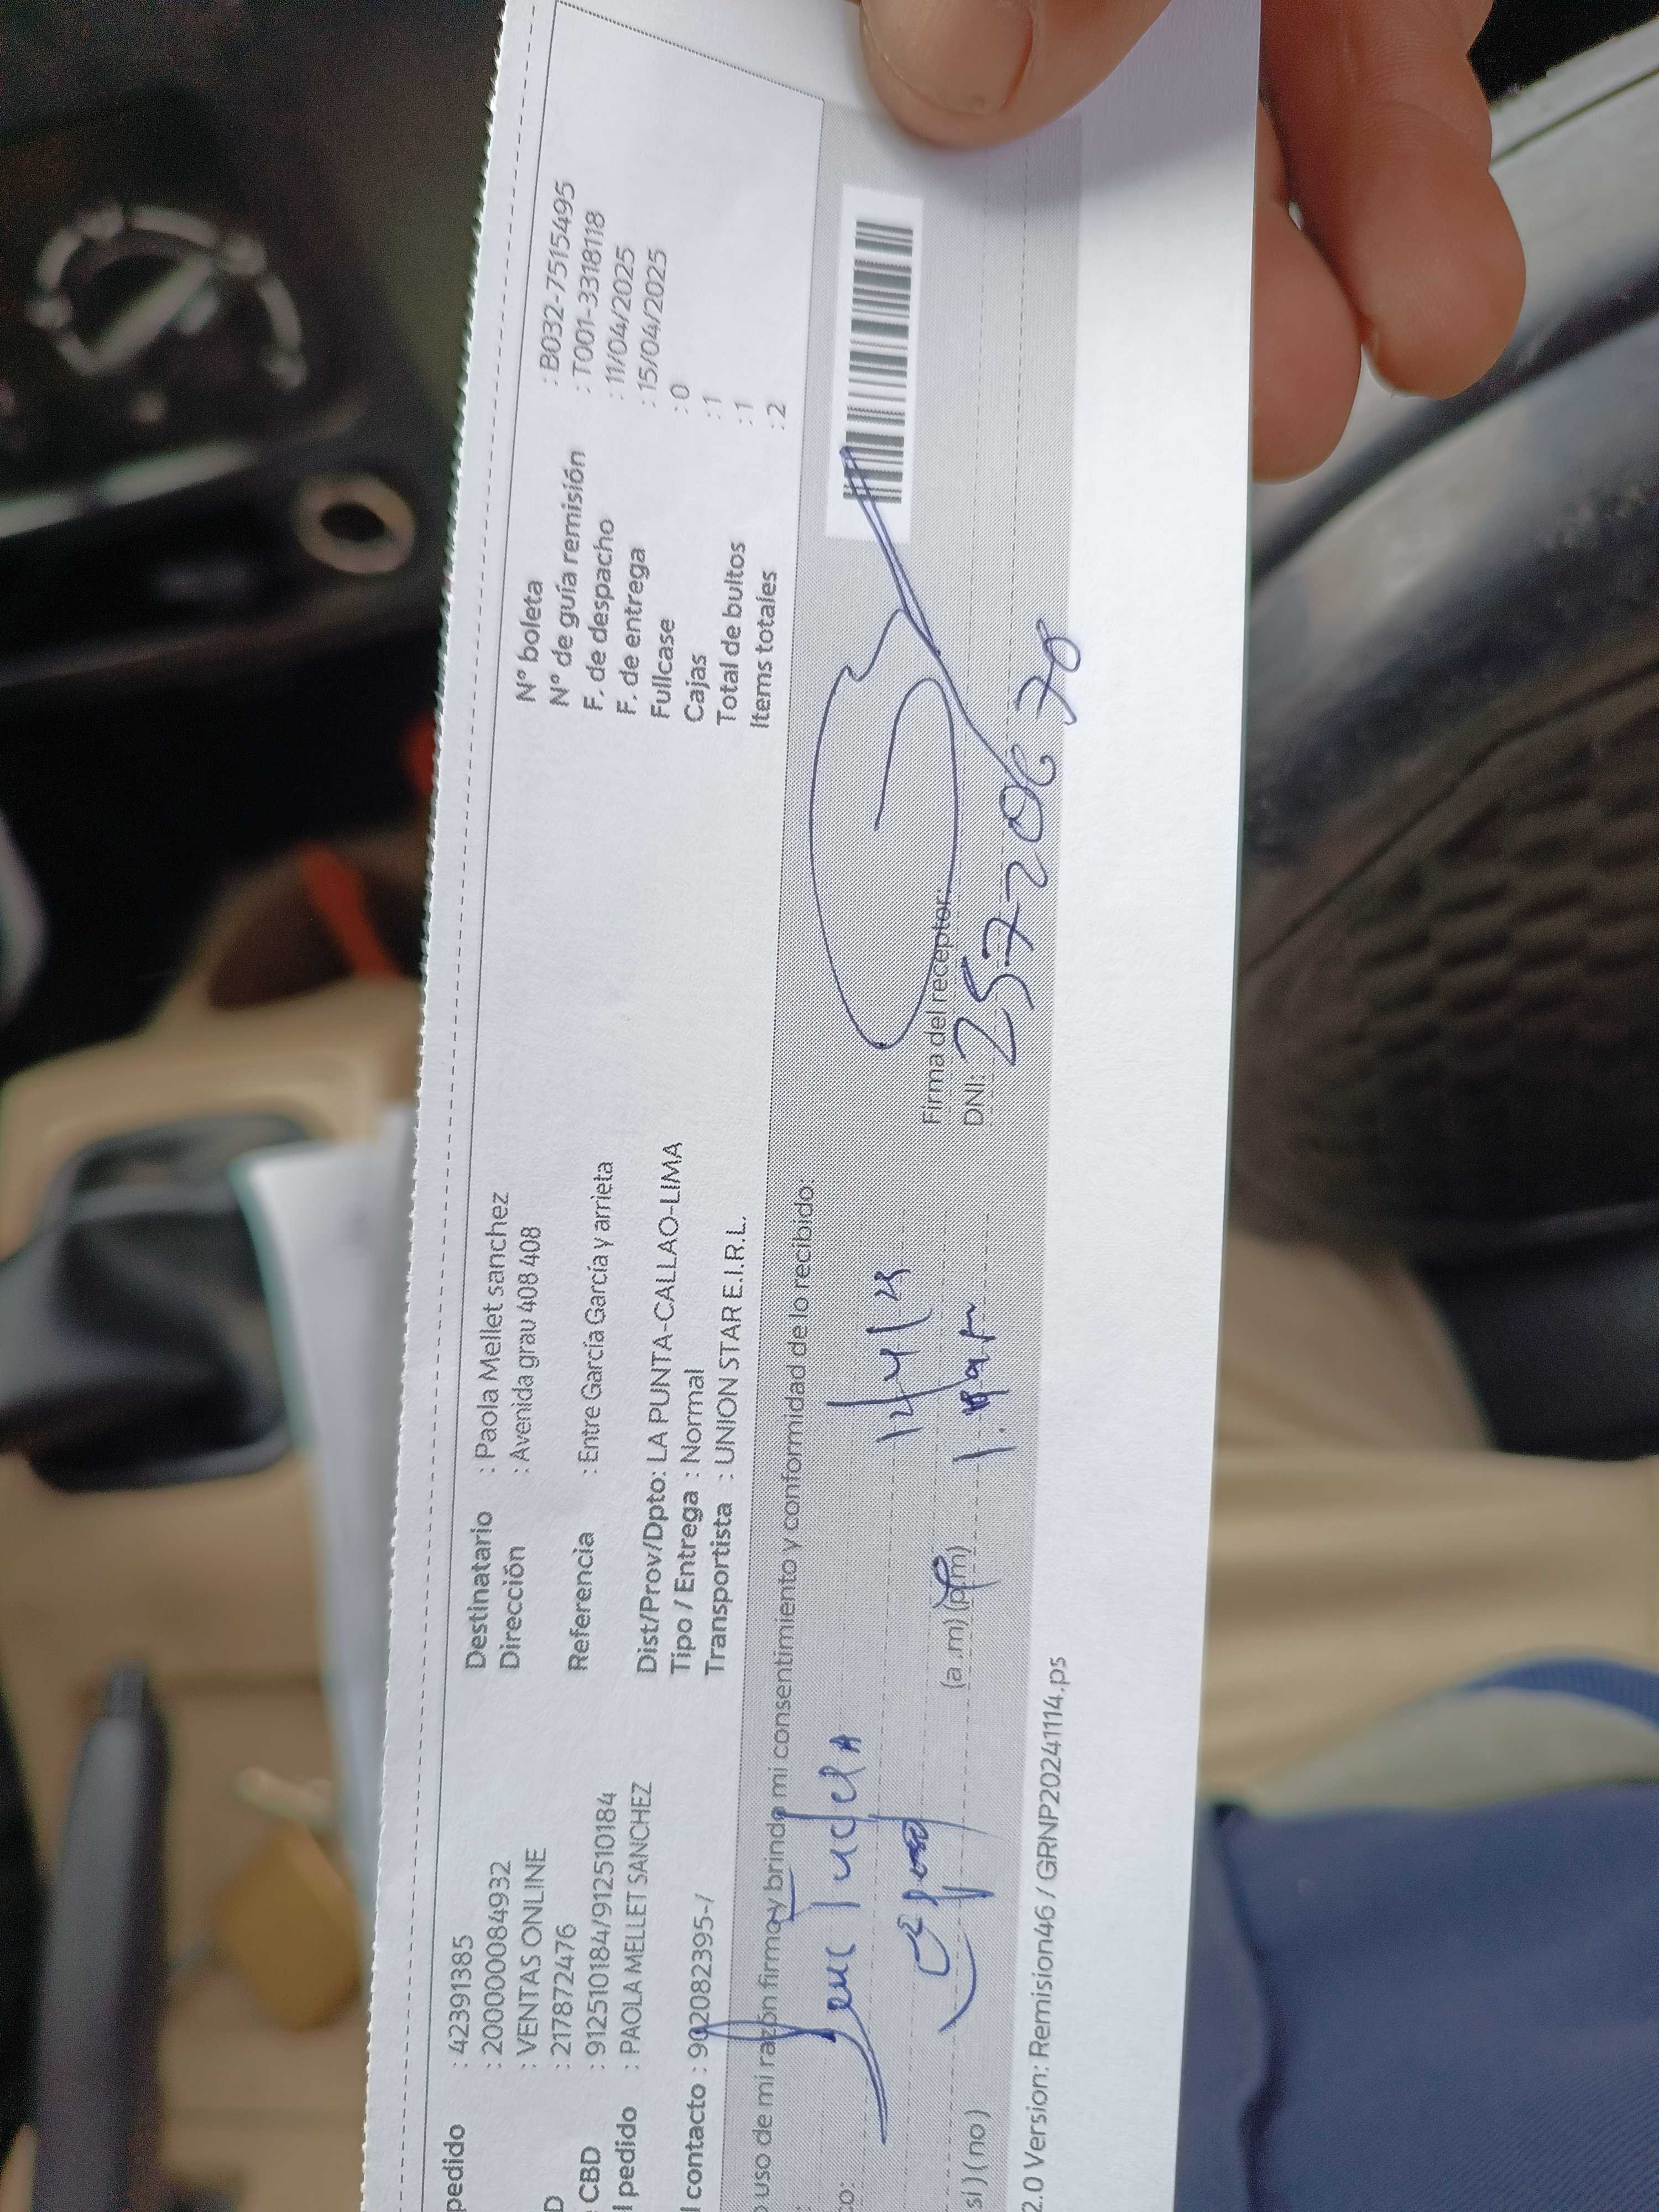 pedido : 42391385
: 20000084932
: VENTAS ONLINE
D : 217872476
CBD : 912510184/912510184
l pedido : PAOLA MELLET SANCHEZ
l contacto : 902082395-/
Destinatario : Paola Mellet sanchez
Dirección : Avenida grau 408 408
Referencia : Entre García García y arrieta
Dist/Prov/Dpto: LA PUNTA-CALLAO-LIMA
Tipo / Entrega : Normal
Transportista : UNION STAR E.I.R.L.
N° boleta : B032-7515495
N° de guía remisión : T001-3318118
F. de despacho : 11/04/2025
F. de entrega : 15/04/2025
Fullcase : 0
Cajas : 1
Total de bultos : 1
Items totales : 2
uso de mi razón firmo y brindo mi consentimiento y conformidad de lo recibido:
Tudela
co:
(a.m) (p.m)
si ) ( no )
Firma del receptor:
DNI: 25720670
2.0 Version: Remision46 / GRNP20241114.ps